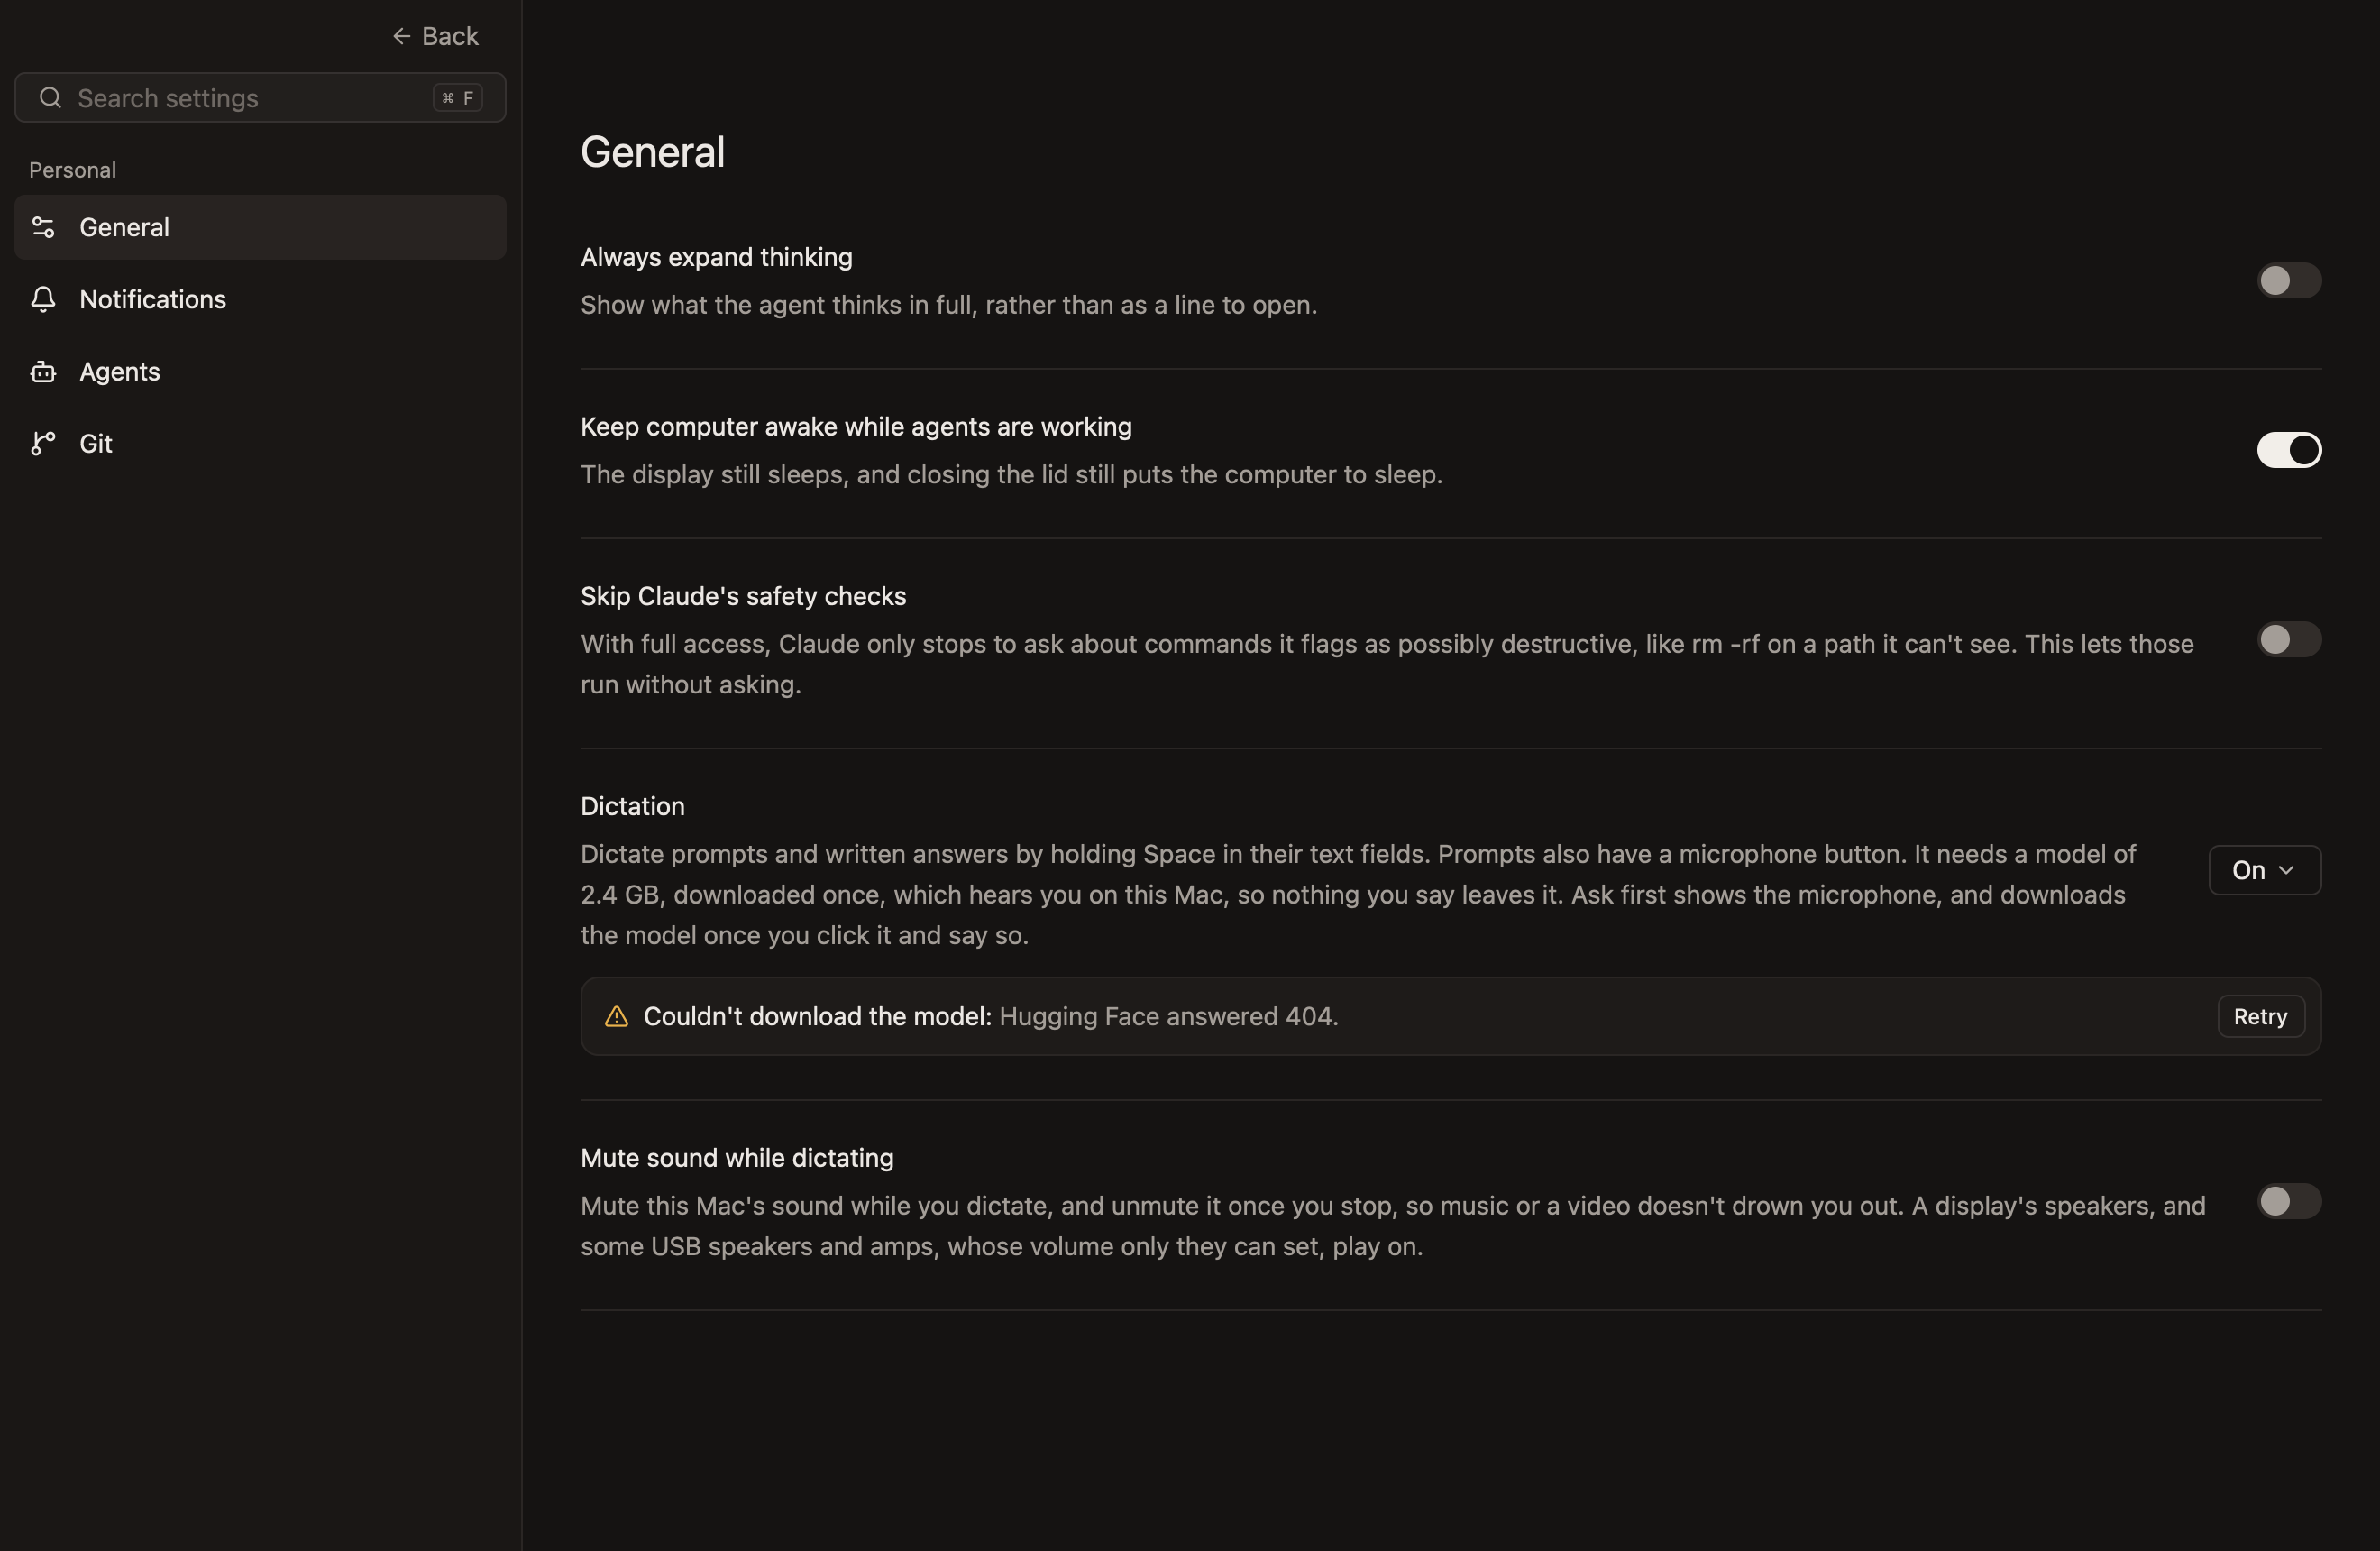 Back
Search settings
⌘ F
Personal
General
Notifications
Agents
Git
General
Always expand thinking
Show what the agent thinks in full, rather than as a line to open.
Keep computer awake while agents are working
The display still sleeps, and closing the lid still puts the computer to sleep.
Skip Claude's safety checks
With full access, Claude only stops to ask about commands it flags as possibly destructive, like rm -rf on a path it can't see. This lets those
run without asking.
Dictation
Dictate prompts and written answers by holding Space in their text fields. Prompts also have a microphone button. It needs a model of
2.4 GB, downloaded once, which hears you on this Mac, so nothing you say leaves it. Ask first shows the microphone, and downloads
the model once you click it and say so.
On
Couldn't download the model: Hugging Face answered 404.
Retry
Mute sound while dictating
Mute this Mac's sound while you dictate, and unmute it once you stop, so music or a video doesn't drown you out. A display's speakers, and
some USB speakers and amps, whose volume only they can set, play on.